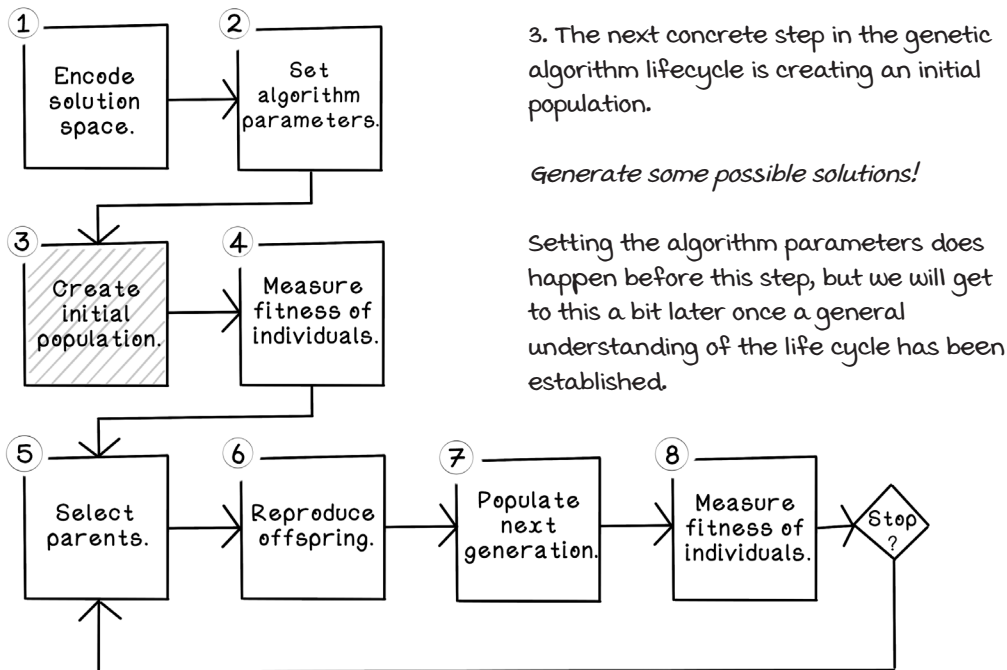 1
Encode
solution
space.
2
Set
algorithm
parameters.
3. The next concrete step in the genetic
algorithm lifecycle is creating an initial
population.
Generate some possible solutions!
Setting the algorithm parameters does
happen before this step, but we will get
to this a bit later once a general
understanding of the life cycle has been
established.
3
Create
initial
population.
4
Measure
fitness of
individuals.
5
Select
parents.
6
Reproduce
offspring.
7
Populate
next
generation.
8
Measure
fitness of
individuals.
Stop
?